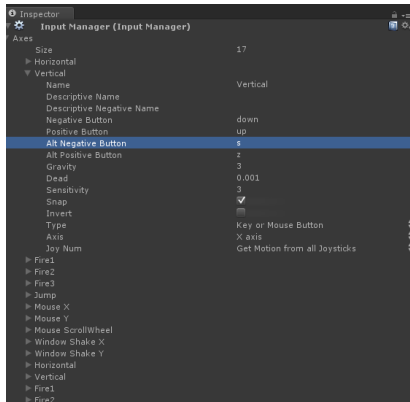 Inspector
Input Manager (Input Manager)
Axes
Size 17
Horizontal
Vertical
Name Vertical
Descriptive Name
Descriptive Negative Name
Negative Button down
Positive Button up
Alt Negative Button s
Alt Positive Button z
Gravity 3
Dead 0.001
Sensitivity 3
Snap
Invert
Type Key or Mouse Button
Axis X axis
Joy Num Get Motion from all Joysticks
Fire1
Fire2
Fire3
Jump
Mouse X
Mouse Y
Mouse ScrollWheel
Window Shake X
Window Shake Y
Horizontal
Vertical
Fire1
Fire2